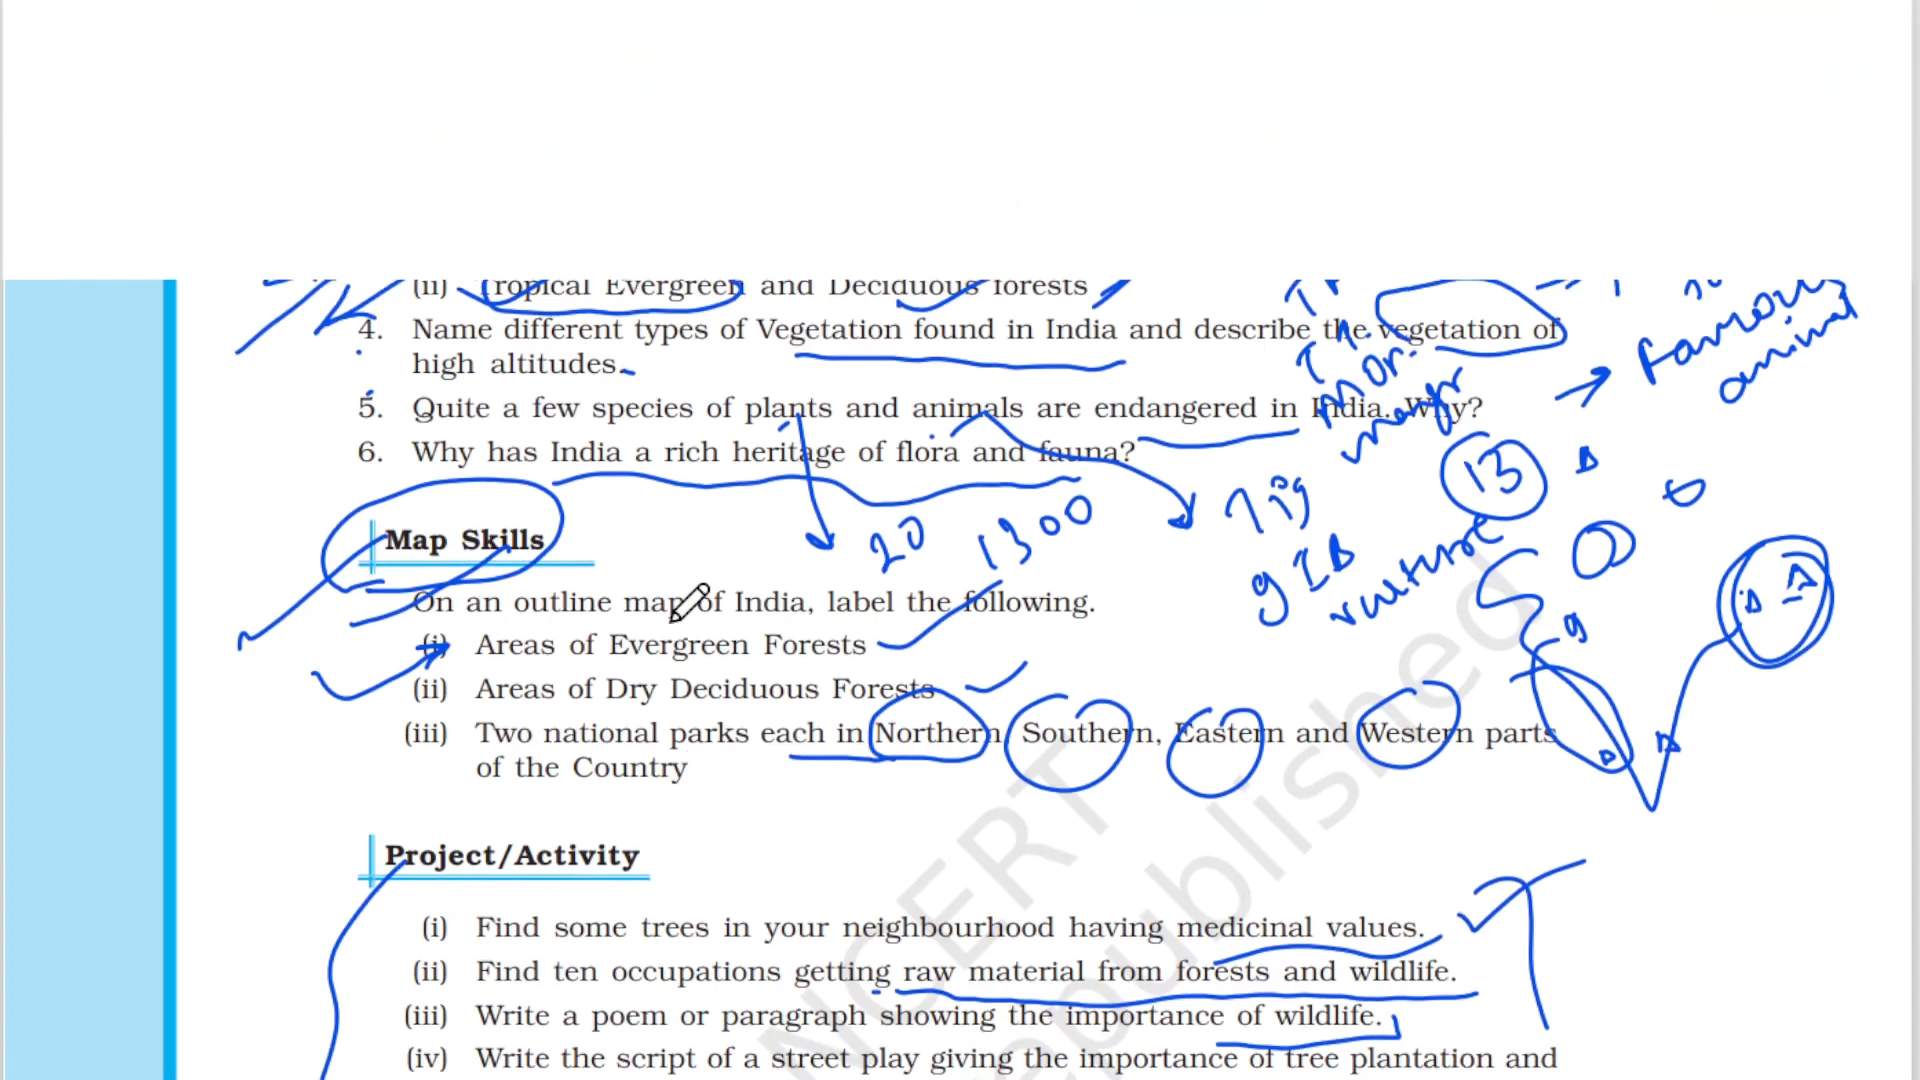 (ii) Tropical Evergreen and Deciduous forests
4. Name different types of Vegetation found in India and describe the vegetation of
high altitudes.
5. Quite a few species of plants and animals are endangered in India. Why?
6. Why has India a rich heritage of flora and fauna?
Famous
animal
13
20 1300
Tig
GIB
vulture
Map Skills
On an outline map of India, label the following.
(i) Areas of Evergreen Forests
(ii) Areas of Dry Deciduous Forests
(iii) Two national parks each in Northern, Southern, Eastern and Western parts
of the Country
Project/Activity
(i) Find some trees in your neighbourhood having medicinal values.
(ii) Find ten occupations getting raw material from forests and wildlife.
(iii) Write a poem or paragraph showing the importance of wildlife.
(iv) Write the script of a street play giving the importance of tree plantation and
NCERT
republished